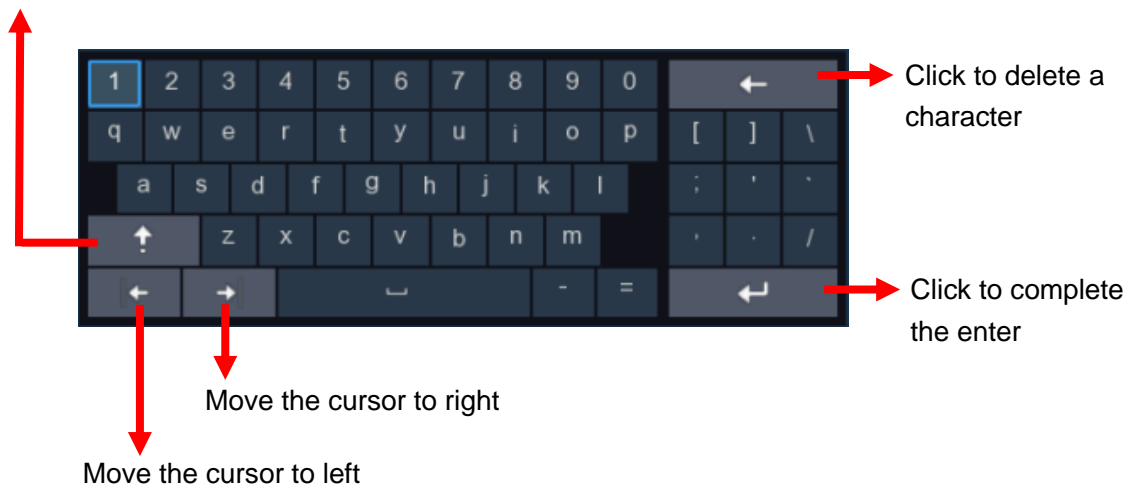 1 2 3 4 5 6 7 8 9 0
q w e r t y u i o p [ ] \
a s d f g h j k l ; ' `
z x c v b n m , . /
- =
Click to delete a
character
Click to complete
the enter
Move the cursor to right
Move the cursor to left